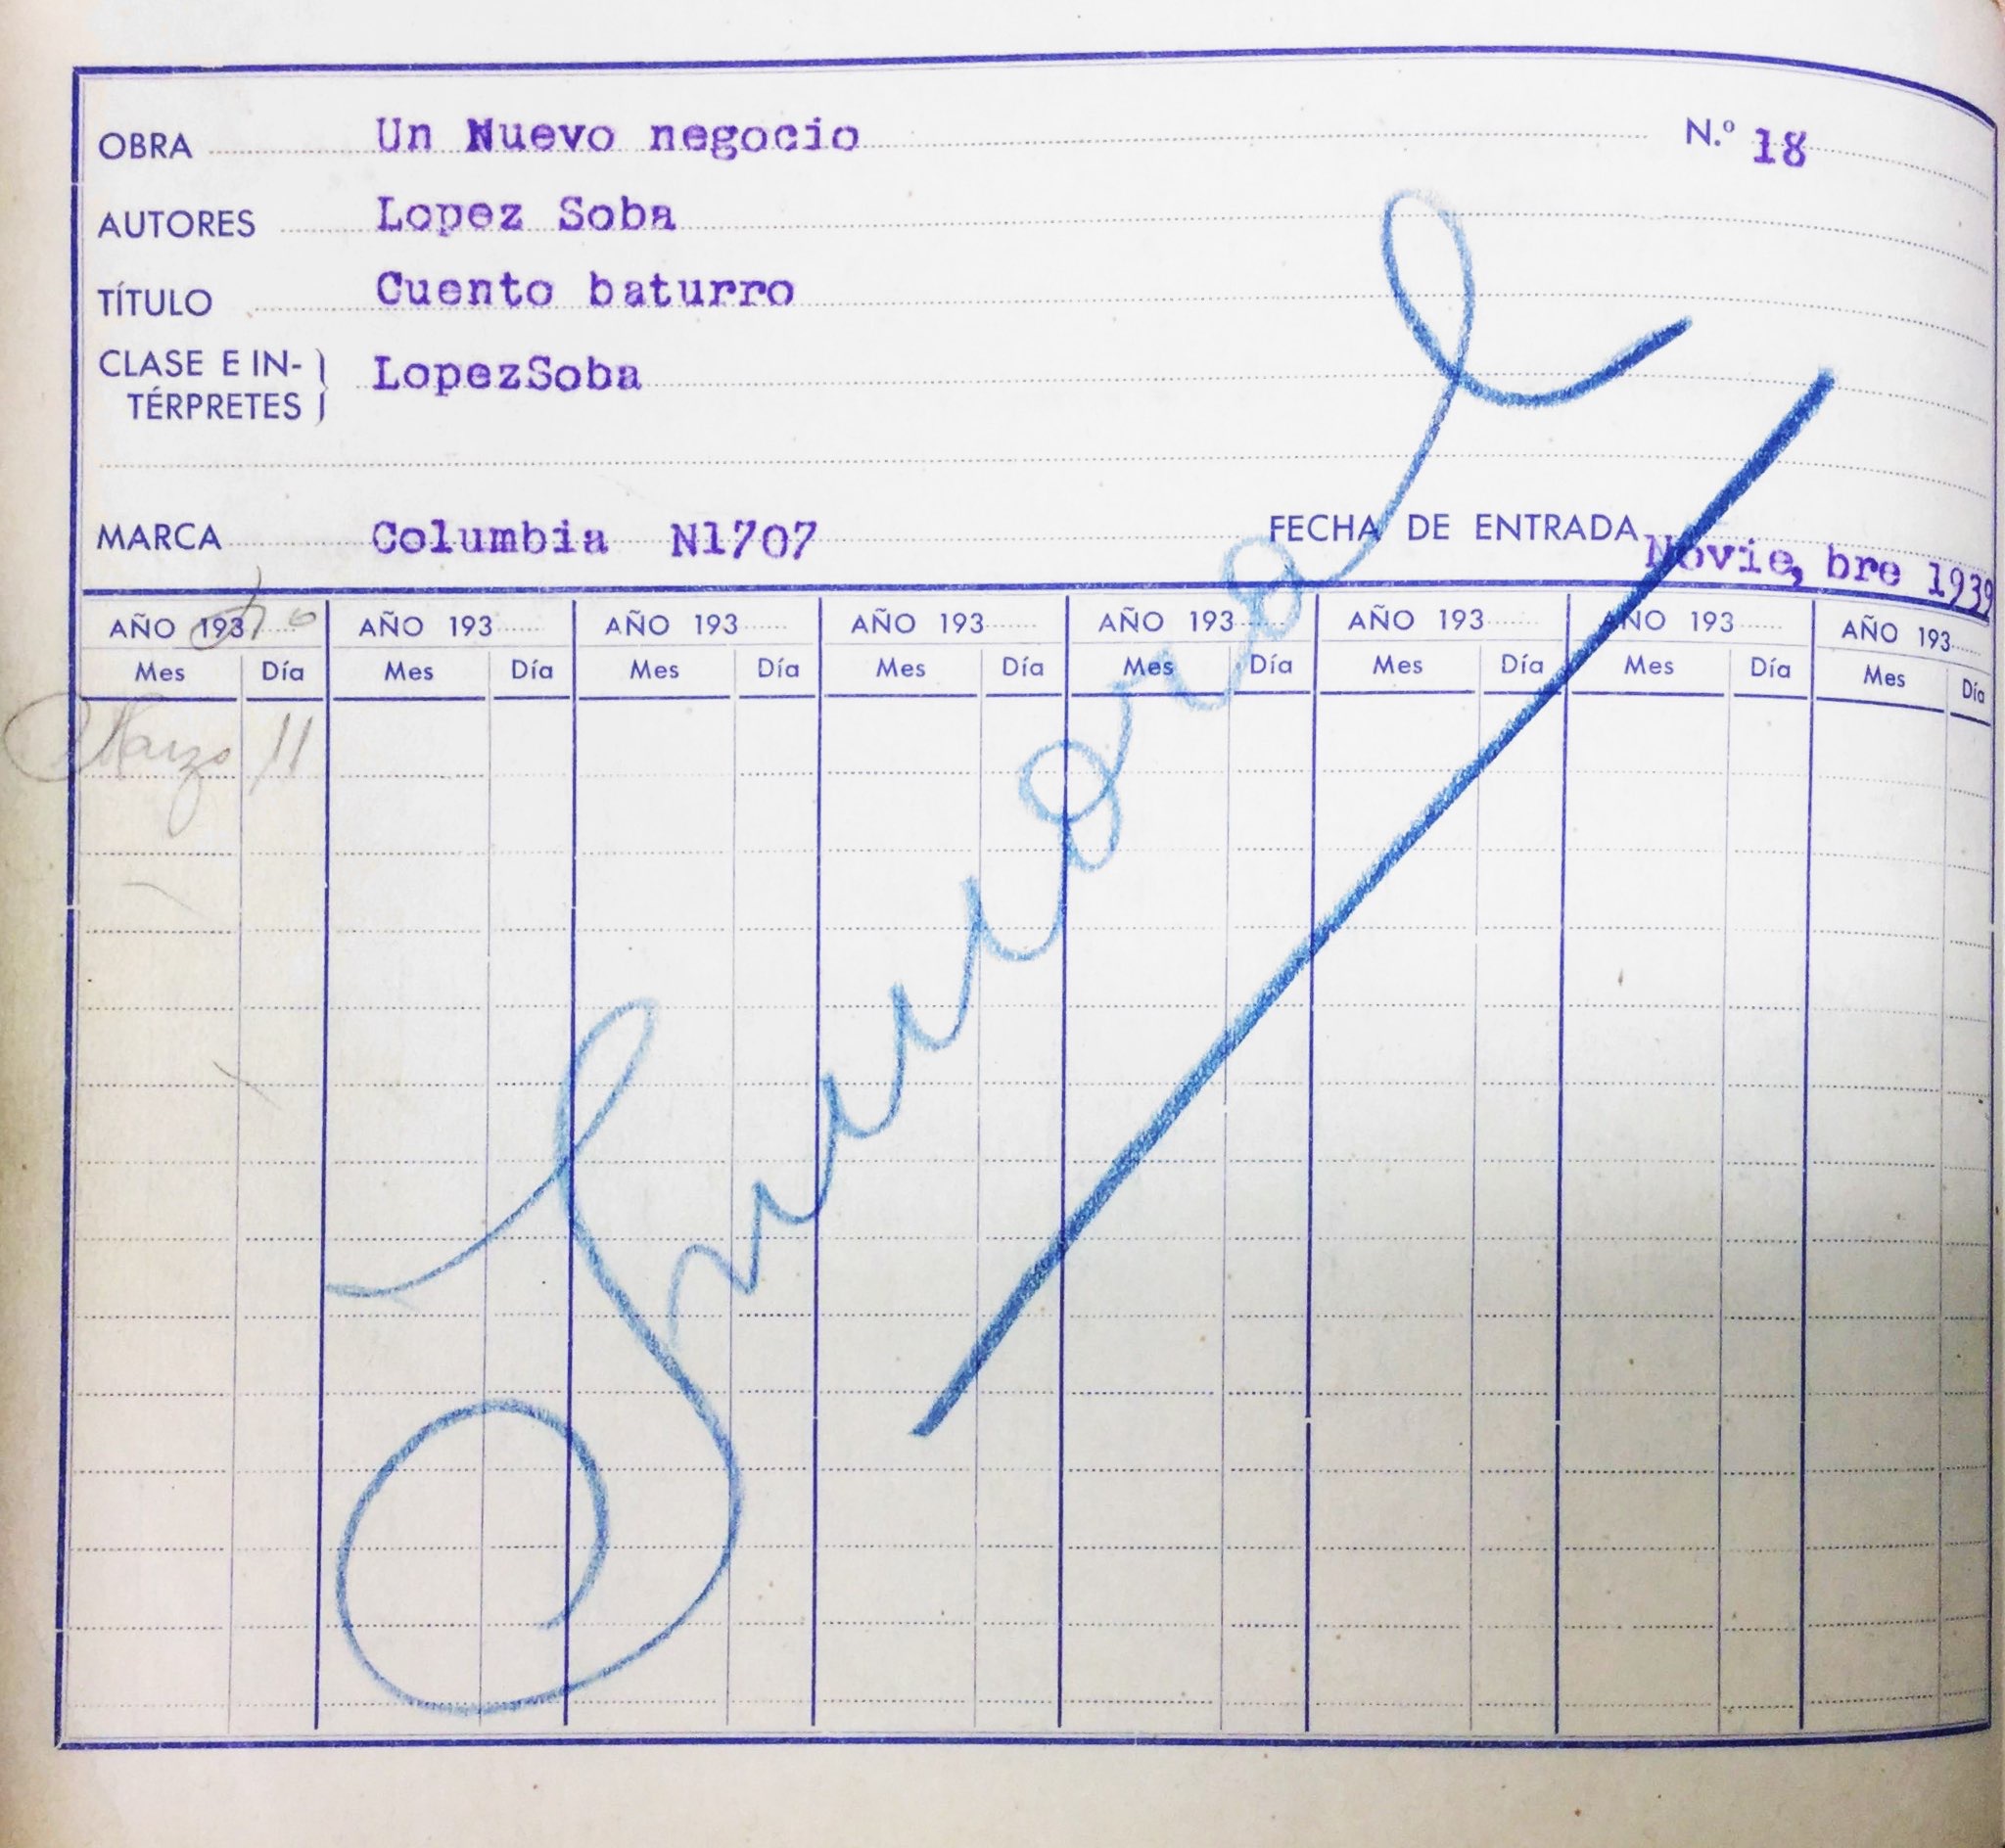 OBRA Un Nuevo negocio N.º 18
AUTORES Lopez Soba
TÍTULO Cuento baturro
CLASE E IN-
TÉRPRETES } LopezSoba
MARCA Columbia N1707 FECHA DE ENTRADA Novie, bre 1939
AÑO 193 AÑO 193 AÑO 193 AÑO 193 AÑO 193 AÑO 193 AÑO 193 AÑO 193
Mes Día Mes Día Mes Día Mes Día Mes Día Mes Día Mes Día Mes Día
Marzo 11